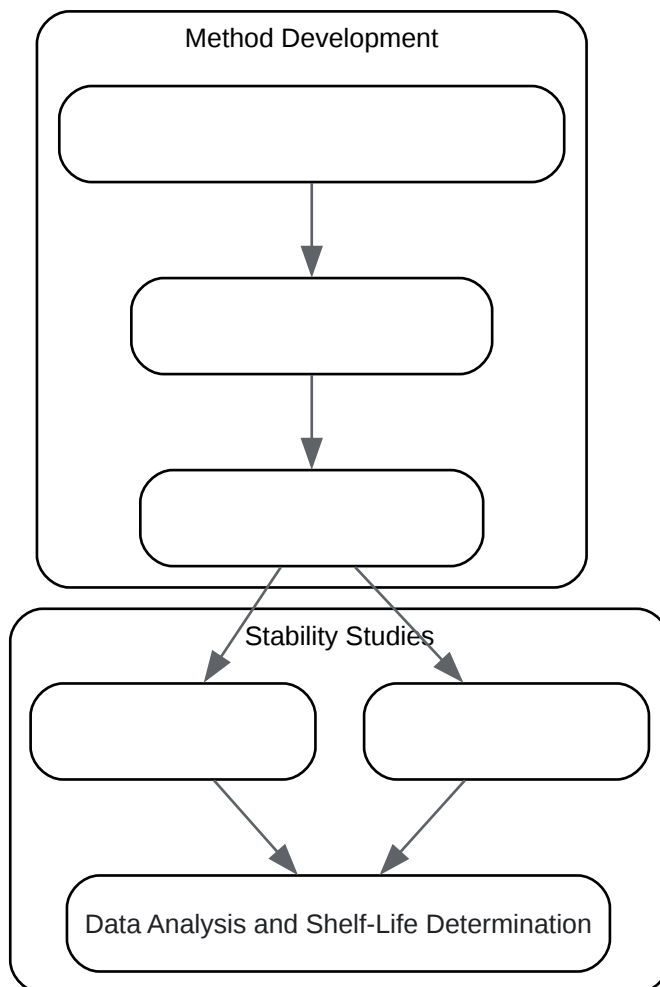 Method Development
Stability Studies
Data Analysis and Shelf-Life Determination